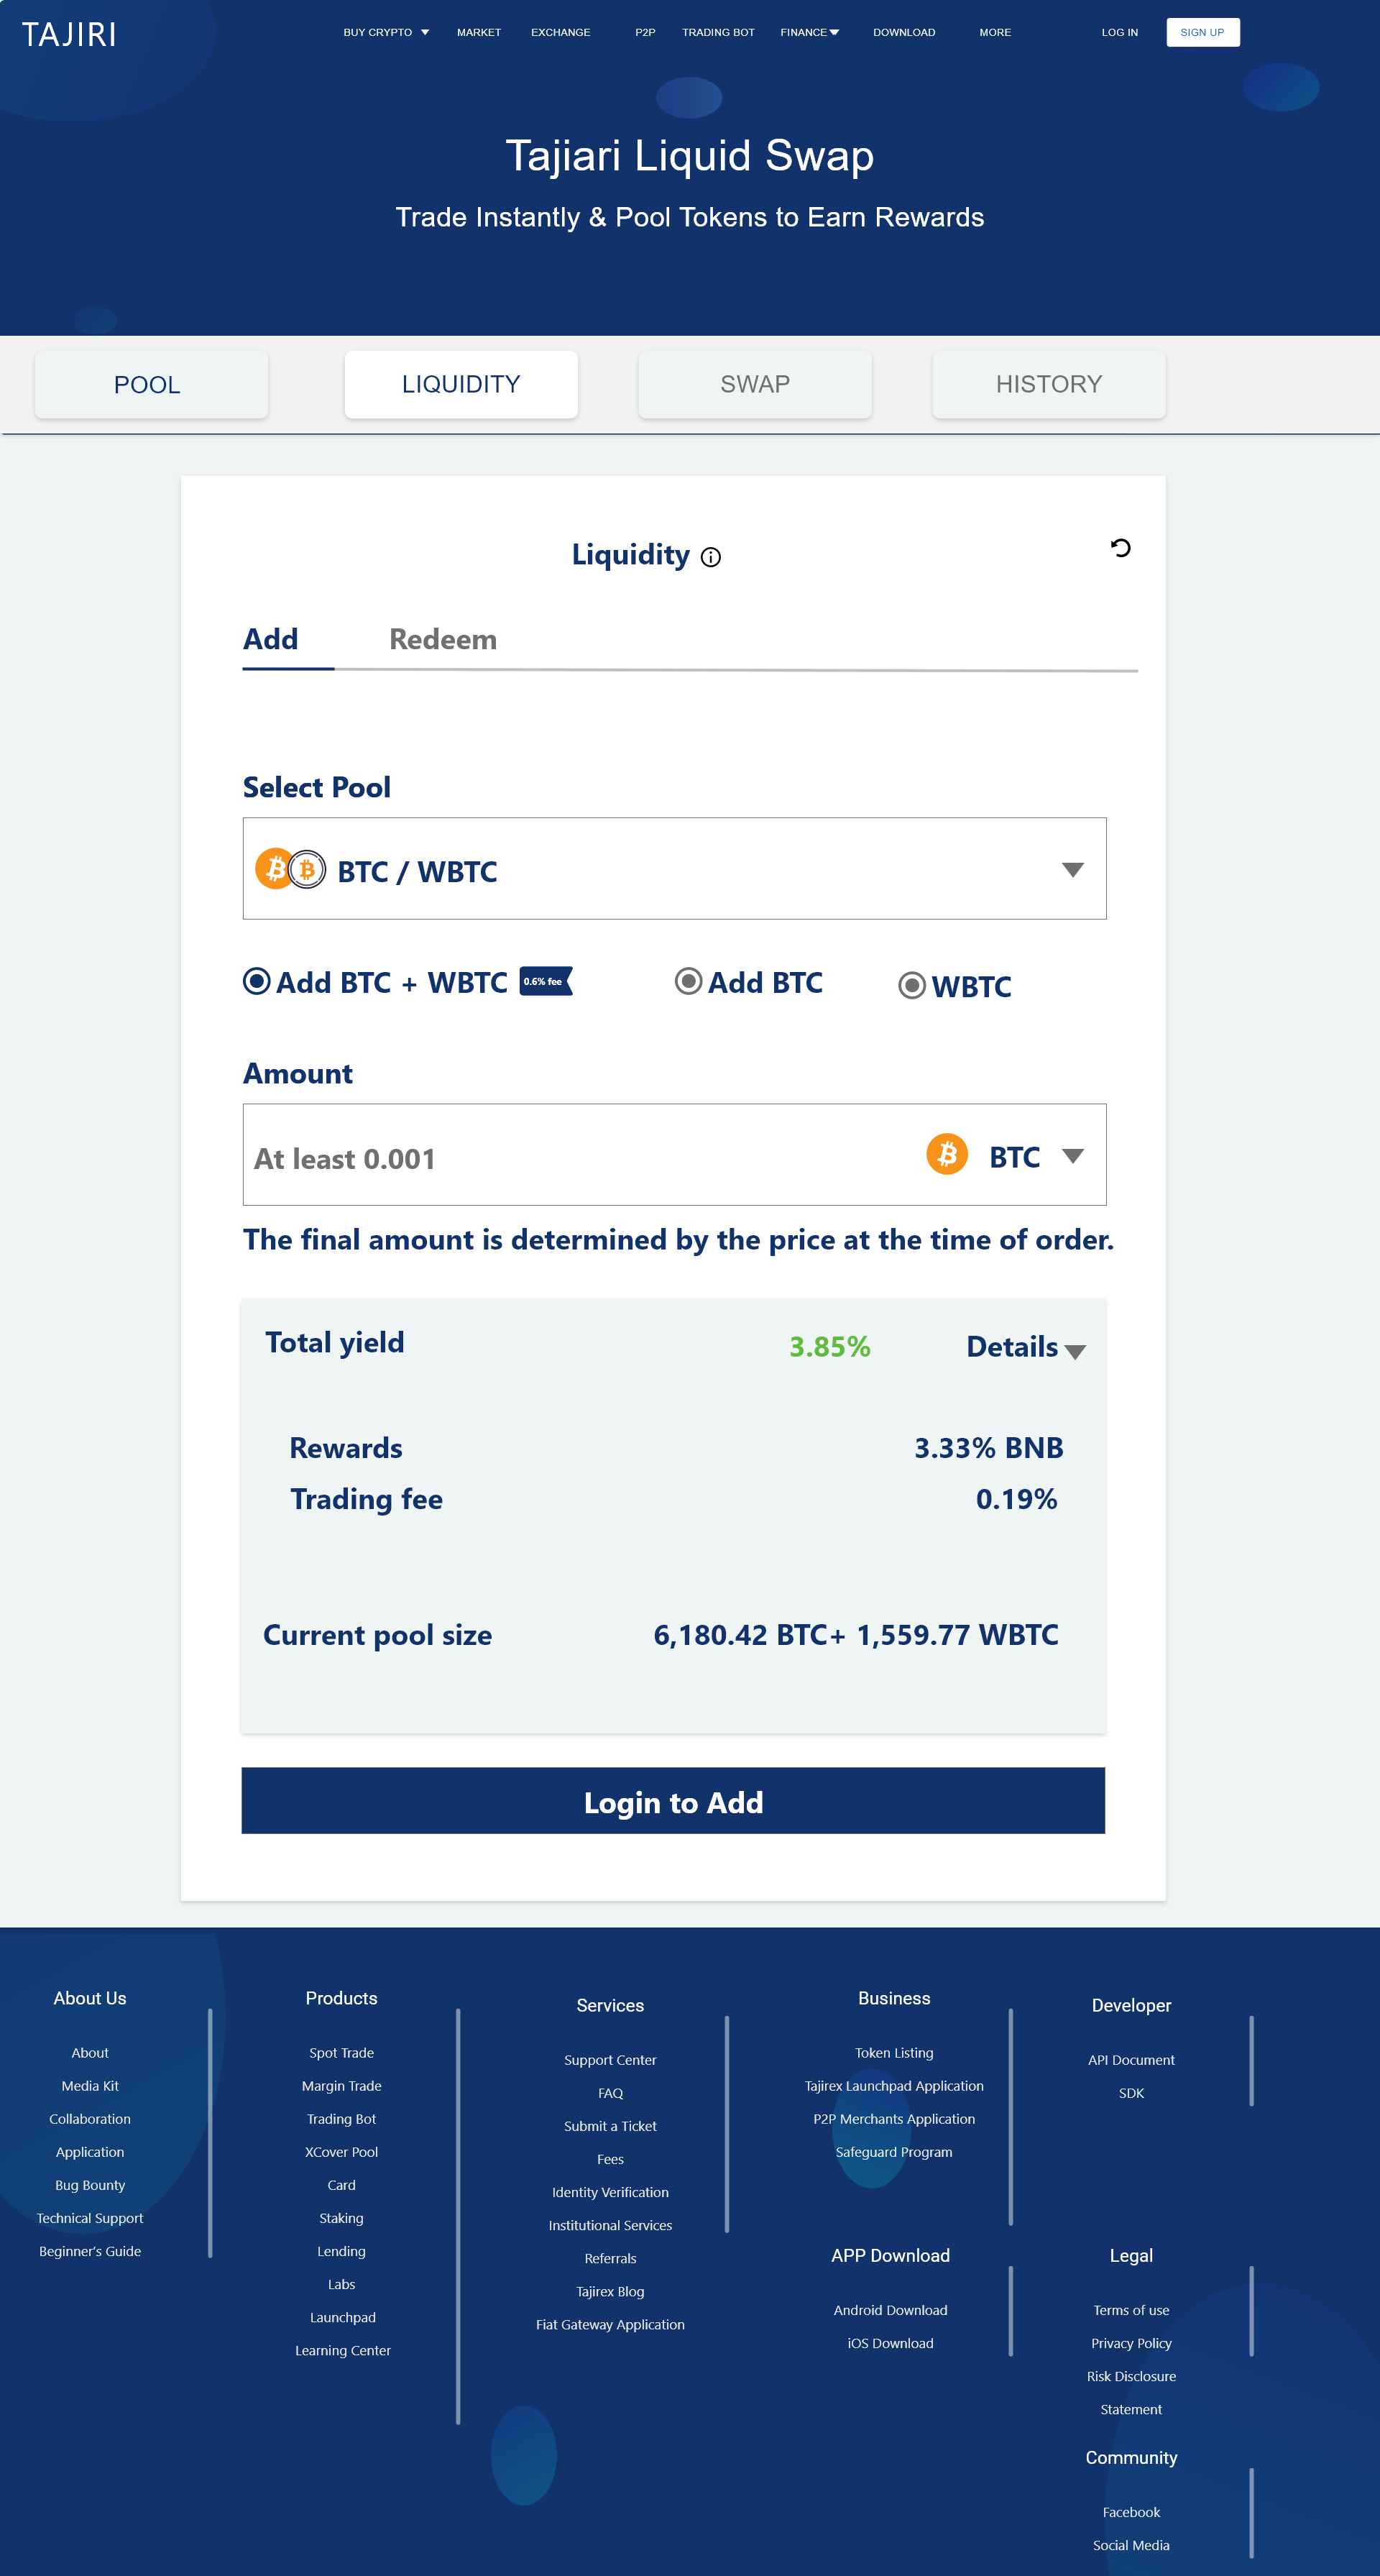 TAJIRI
BUY CRYPTO MARKET EXCHANGE P2P TRADING BOT FINANCE DOWNLOAD MORE LOG IN SIGN UP
Tajiari Liquid Swap
Trade Instantly & Pool Tokens to Earn Rewards
POOL LIQUIDITY SWAP HISTORY
Liquidity
Add Redeem
Select Pool
BTC / WBTC
Add BTC + WBTC 0.6% fee Add BTC WBTC
Amount
At least 0.001 BTC
The final amount is determined by the price at the time of order.
Total yield 3.85% Details
Rewards 3.33% BNB
Trading fee 0.19%
Current pool size 6,180.42 BTC+ 1,559.77 WBTC
Login to Add
About Us
About
Media Kit
Collaboration
Application
Bug Bounty
Technical Support
Beginner's Guide
Products
Spot Trade
Margin Trade
Trading Bot
XCover Pool
Card
Staking
Lending
Labs
Launchpad
Learning Center
Services
Support Center
FAQ
Submit a Ticket
Fees
Identity Verification
Institutional Services
Referrals
Tajirex Blog
Fiat Gateway Application
Business
Token Listing
Tajirex Launchpad Application
P2P Merchants Application
Safeguard Program
APP Download
Android Download
iOS Download
Developer
API Document
SDK
Legal
Terms of use
Privacy Policy
Risk Disclosure
Statement
Community
Facebook
Social Media